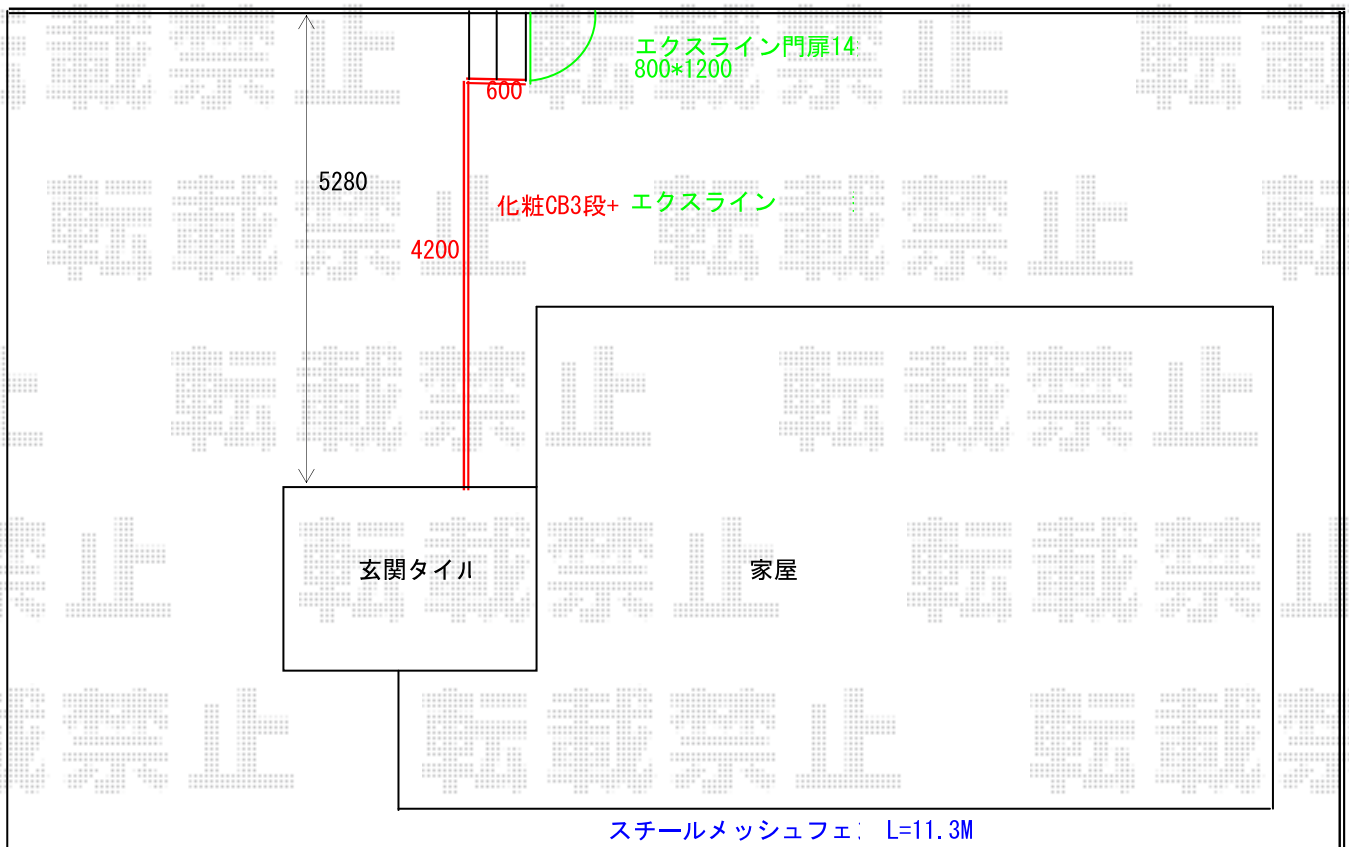 エクスライン門扉14
800*1200
600
5280
化粧CB3段+ エクスライン
4200
玄関タイル
家屋
スチールメッシュフェ L=11.3M
転載禁止